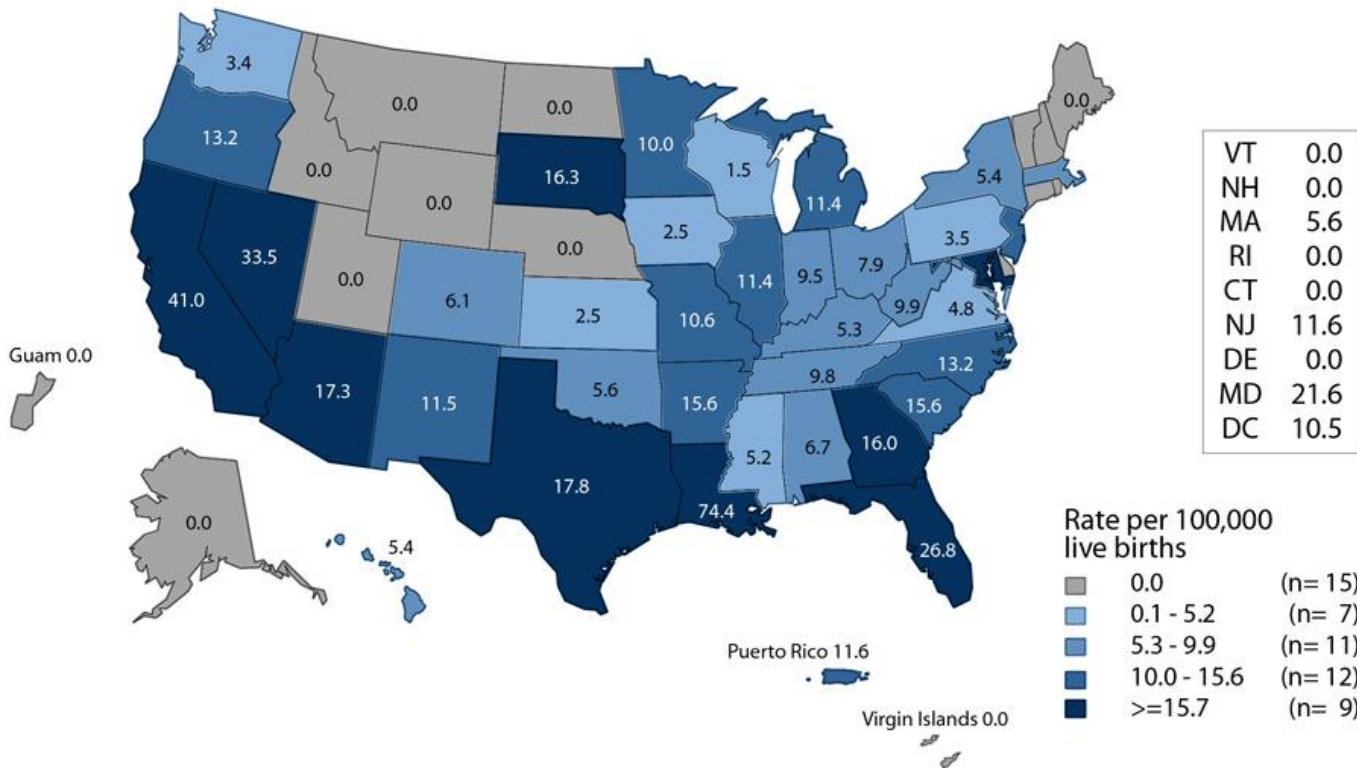 3.4
0.0
0.0
0.0
13.2
10.0
0.0
16.3
1.5
5.4
0.0
11.4
2.5
3.5
33.5
0.0
0.0
41.0
6.1
2.5
11.4
9.5
7.9
9.9
4.8
10.6
5.3
13.2
9.8
17.3
11.5
5.6
15.6
15.6
5.2
6.7
16.0
17.8
74.4
26.8
Guam 0.0
0.0
5.4
Puerto Rico 11.6
Virgin Islands 0.0
VT 0.0
NH 0.0
MA 5.6
RI 0.0
CT 0.0
NJ 11.6
DE 0.0
MD 21.6
DC 10.5
Rate per 100,000
live births
0.0 (n= 15)
0.1 - 5.2 (n= 7)
5.3 - 9.9 (n= 11)
10.0 - 15.6 (n= 12)
>=15.7 (n= 9)